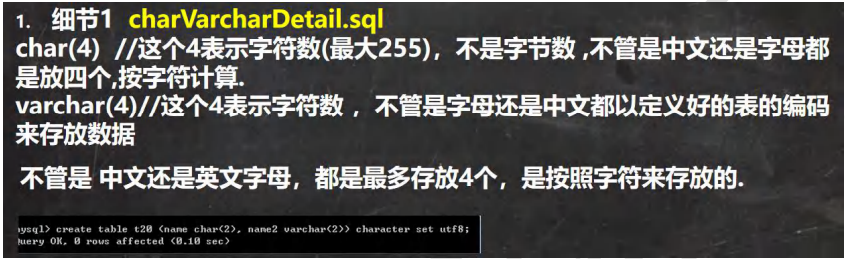 1. 细节1 charVarcharDetail.sql
char(4) //这个4表示字符数(最大255)，不是字节数 ,不管是中文还是字母都
是放四个,按字符计算.
varchar(4)//这个4表示字符数 ，不管是字母还是中文都以定义好的表的编码
来存放数据
不管是 中文还是英文字母，都是最多存放4个，是按照字符来存放的.
mysql> create table t20 (name char(2), name2 varchar(2)) character set utf8;
Query OK, 0 rows affected (0.10 sec)